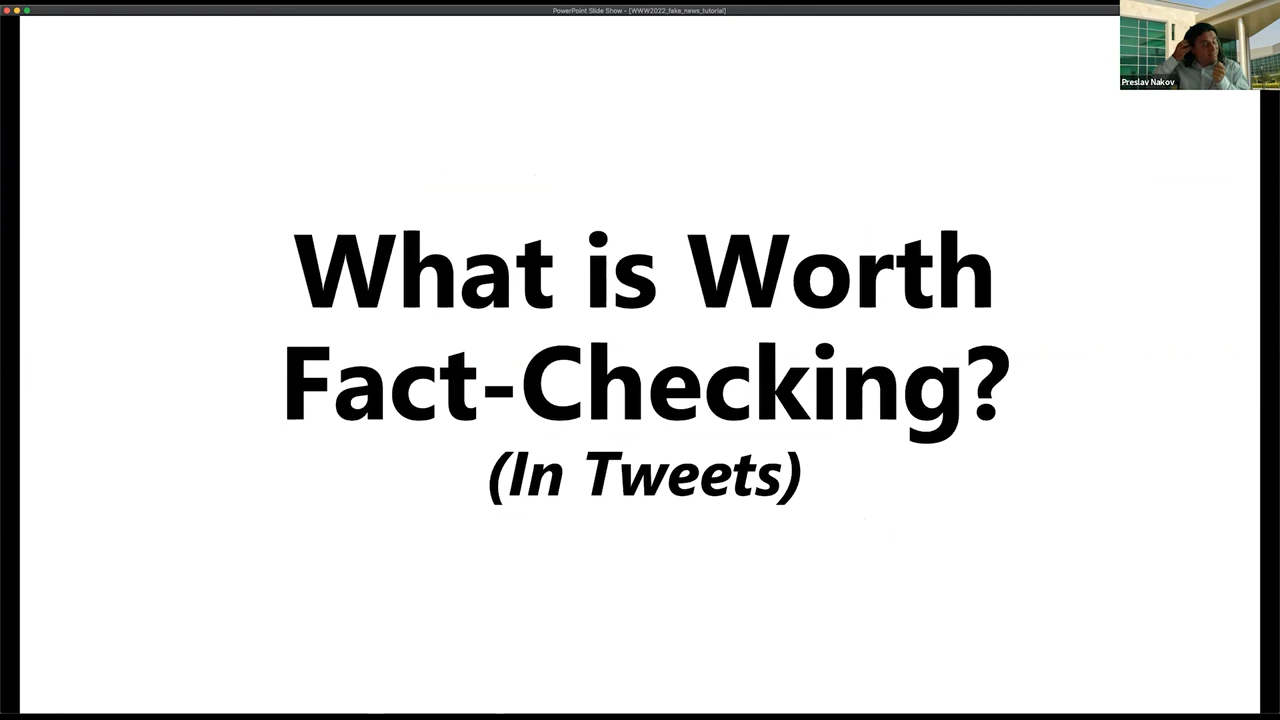 PowerPoint Slide Show - [WWW2022_fake_news_tutorial]
Preslav Nakov
What is Worth
Fact-Checking?
(In Tweets)